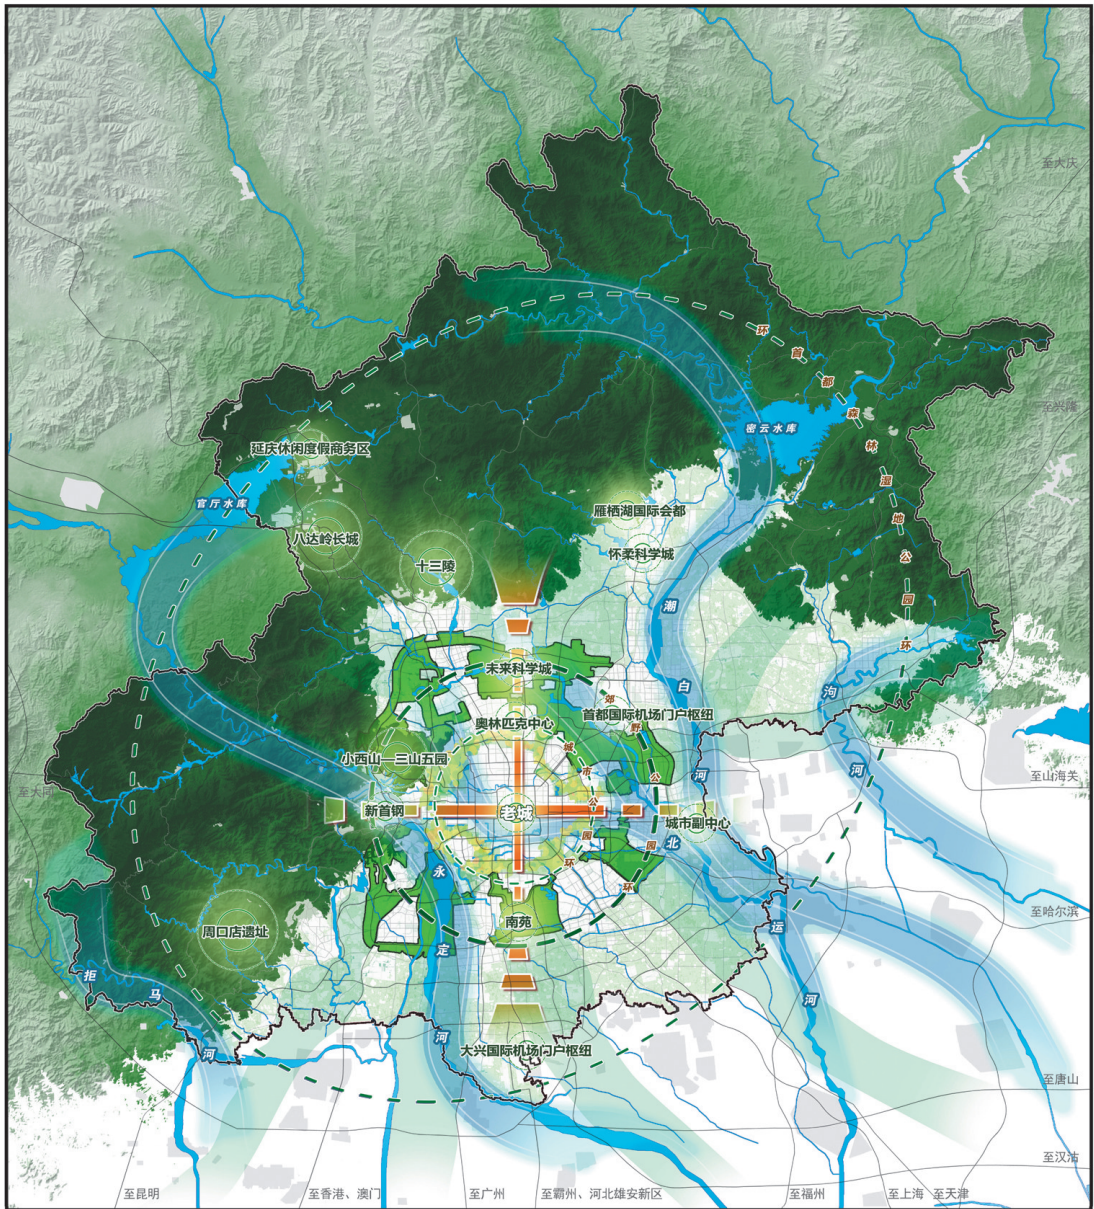 至大庆
环首都森林湿地公园环
至兴隆
密云水库
延庆休闲度假商务区
官厅水库
雁栖湖国际会都
八达岭长城
怀柔科学城
十三陵
潮白河
未来科学城
泃河
郊野公园环
首都国际机场门户枢纽
奥林匹克中心
城市公园环
小西山—三山五园
至山海关
至大同
新首钢
老城
城市副中心
北运河
永定河
至哈尔滨
南苑
周口店遗址
拒马河
大兴国际机场门户枢纽
至唐山
至汉沽
至昆明
至香港、澳门
至广州
至霸州、河北雄安新区
至福州
至上海
至天津